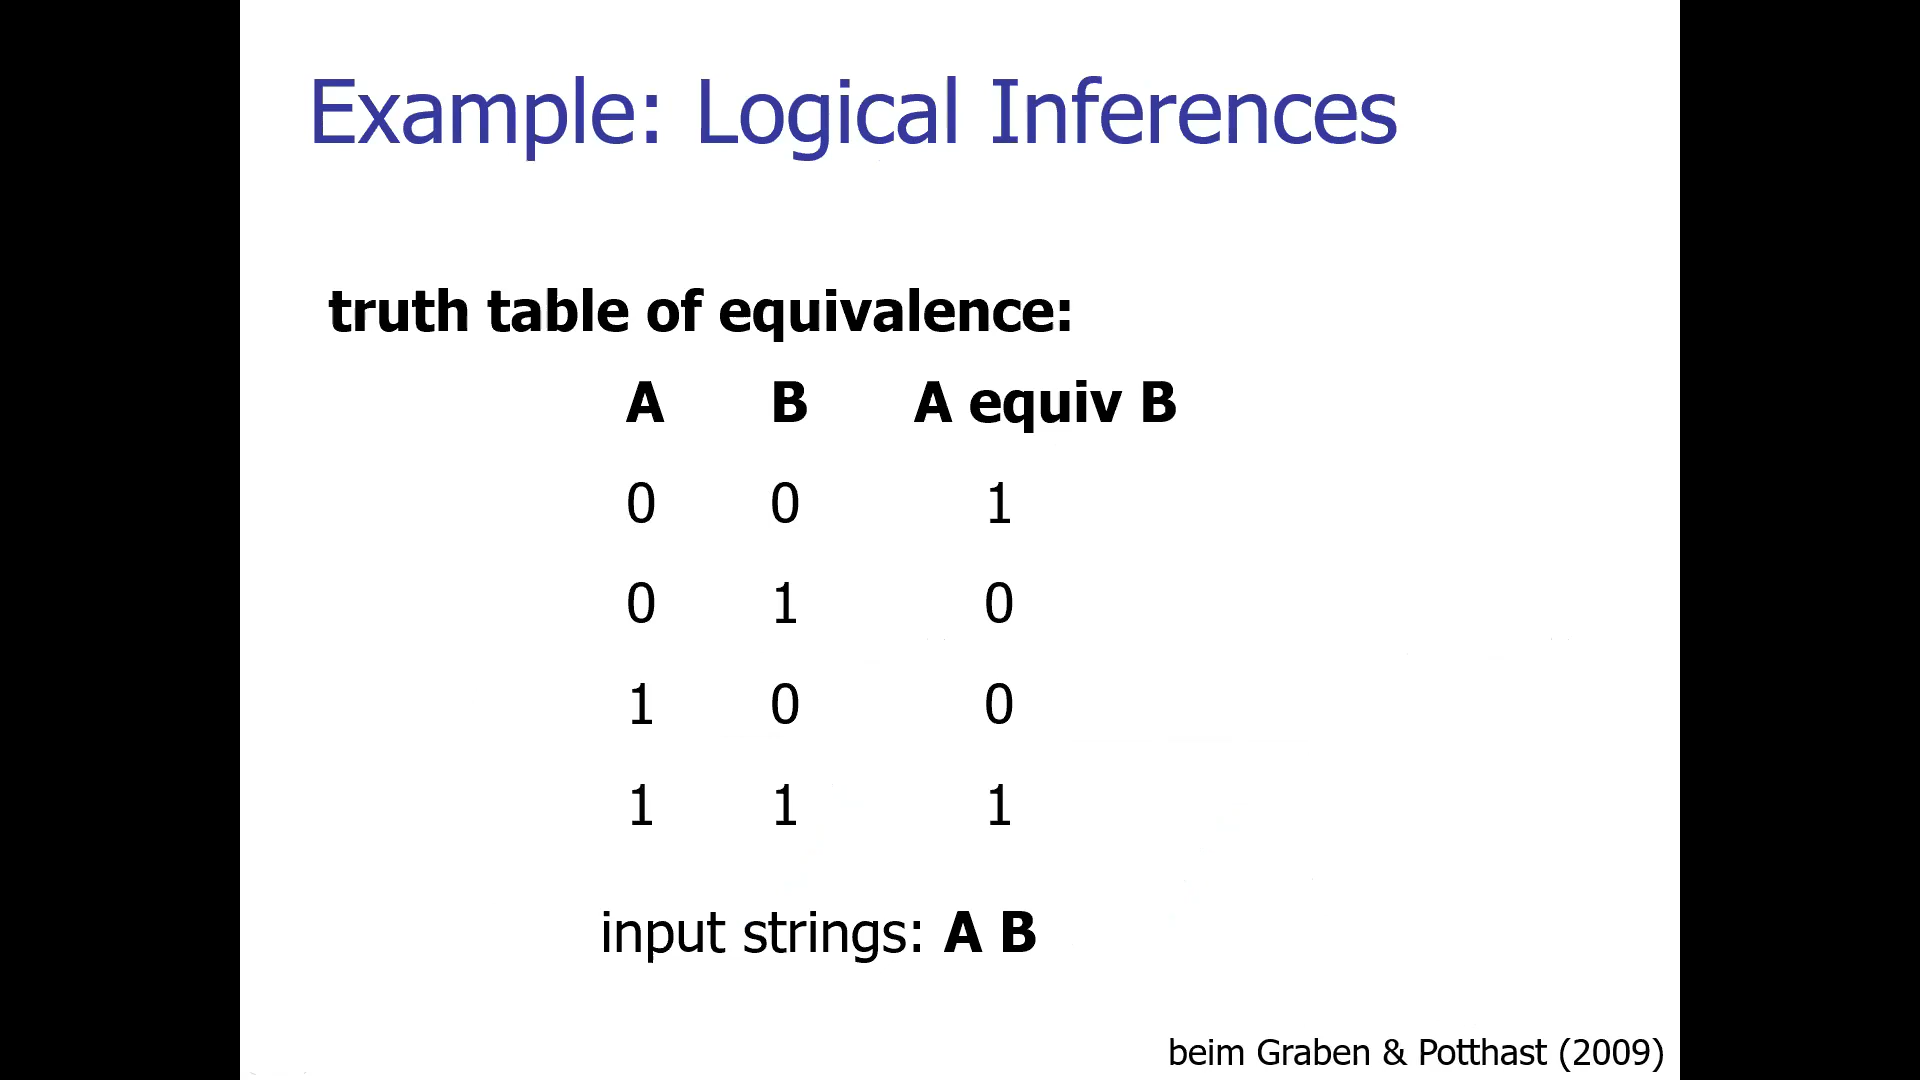 Example: Logical Inferences
truth table of equivalence:
A B A equiv B
0 0 1
0 1 0
1 0 0
1 1 1
input strings: A B
beim Graben & Potthast (2009)